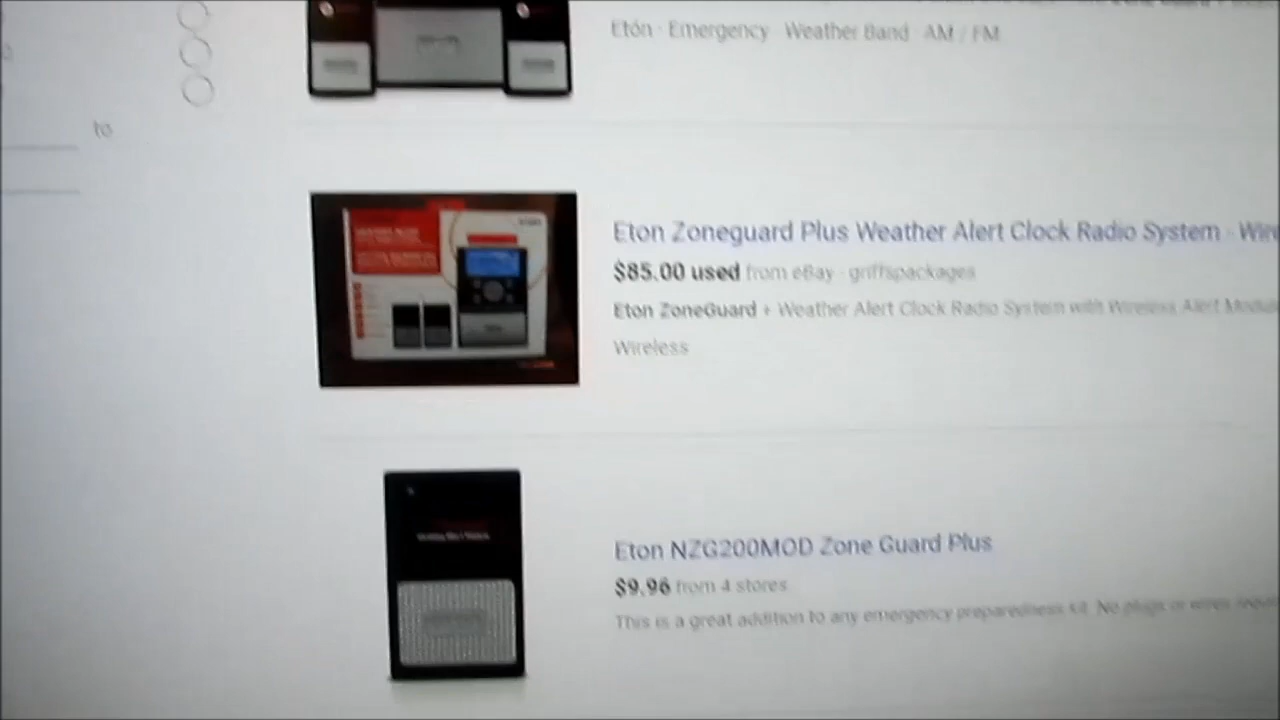 Etón · Emergency · Weather Band · AM / FM
to
Eton Zoneguard Plus Weather Alert Clock Radio System -
$85.00 used from eBay - griffspackages
Eton ZoneGuard + Weather Alert Clock Radio System with Wireless Alert
Wireless
Eton NZG200MOD Zone Guard Plus
$9.96 from 4 stores
This is a great addition to any emergency preparedness kit. No plugs or wires